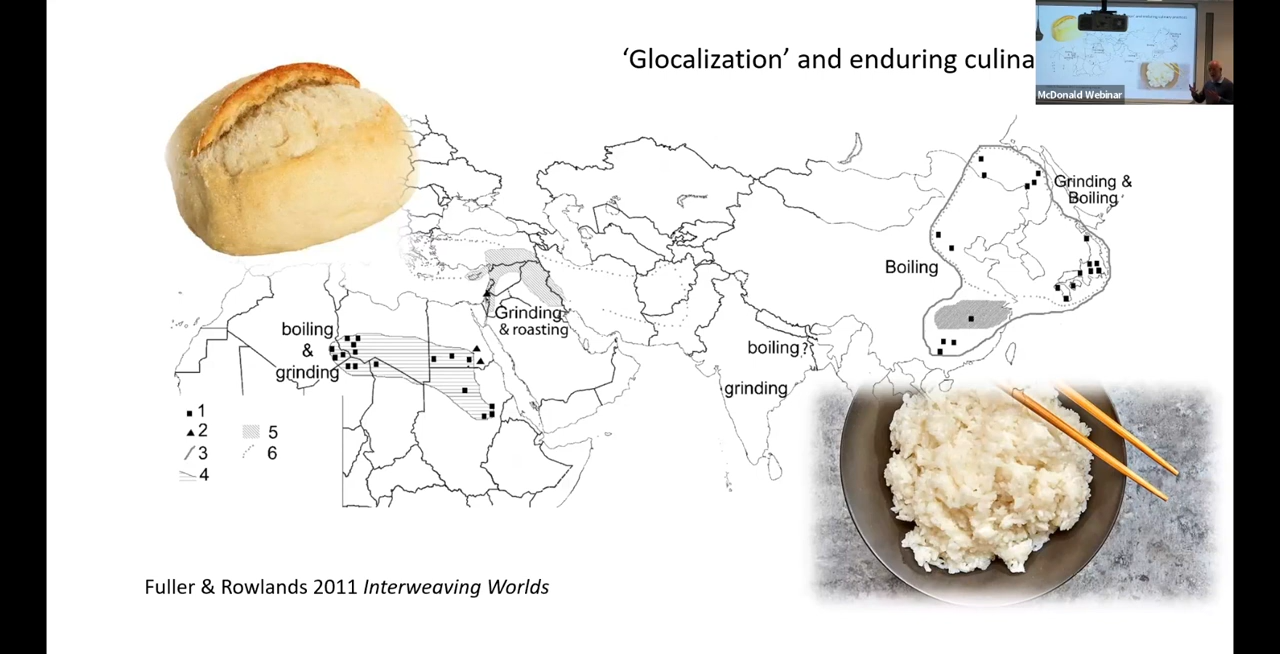 ‘Glocalization’ and enduring culina
McDonald Webinar
Grinding &
Boiling
Boiling
Grinding
& roasting
boiling
&
grinding
boiling?
grinding
1
2
3
4
5
6
Fuller & Rowlands 2011 Interweaving Worlds